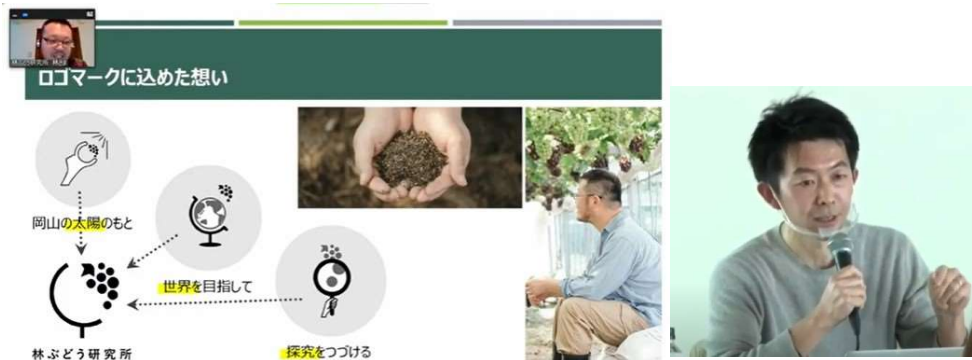 ロゴマークに込めた想い
岡山の太陽のもと
世界を目指して
林ぶどう研究所
探究をつづける